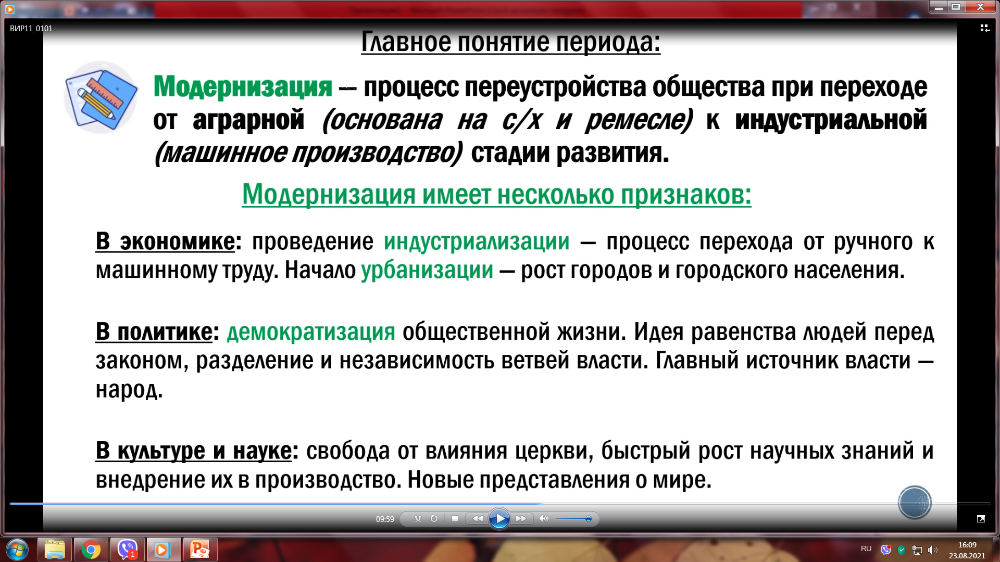 ВИР11_0101
Главное понятие периода:
Модернизация — процесс переустройства общества при переходе
от аграрной (основана на с/х и ремесле) к индустриальной
(машинное производство) стадии развития.
Модернизация имеет несколько признаков:
В экономике: проведение индустриализации — процесс перехода от ручного к
машинному труду. Начало урбанизации — рост городов и городского населения.
В политике: демократизация общественной жизни. Идея равенства людей перед
законом, разделение и независимость ветвей власти. Главный источник власти —
народ.
В культуре и науке: свобода от влияния церкви, быстрый рост научных знаний и
внедрение их в производство. Новые представления о мире.
09:59
1
RU
16:09
23.08.2021